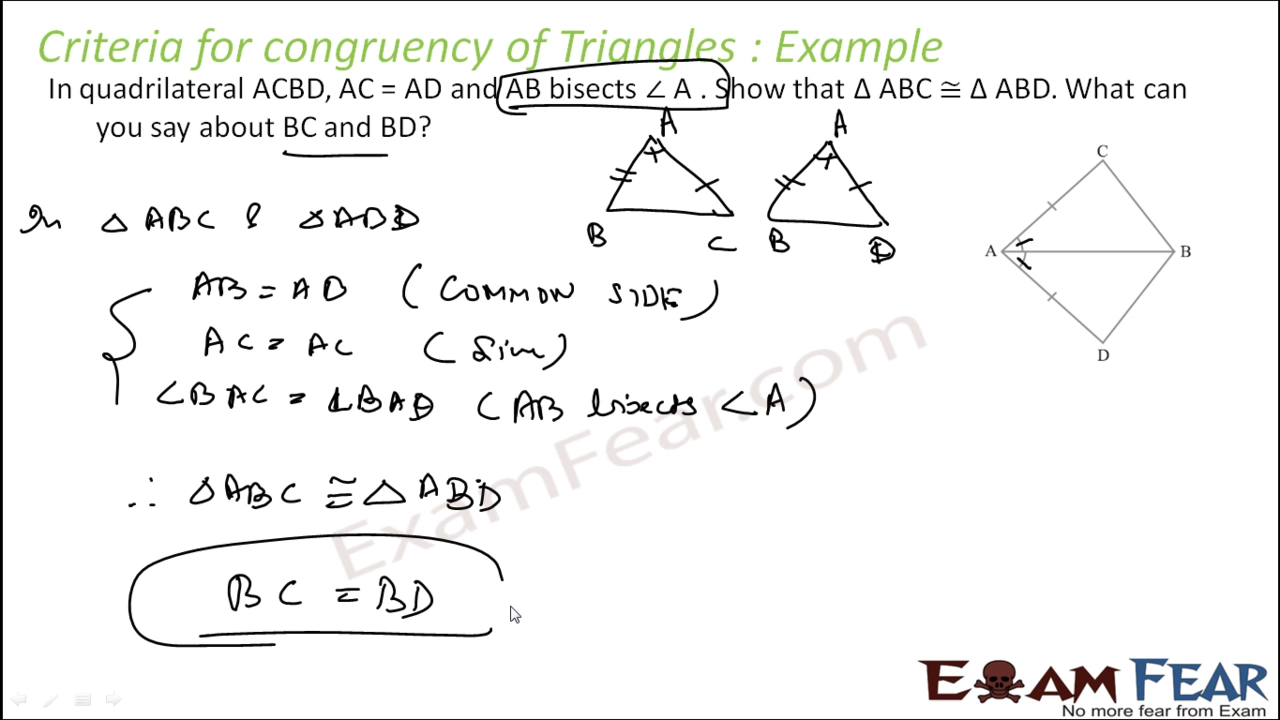 Criteria for congruency of Triangles : Example
In quadrilateral ACBD, AC = AD and AB bisects ∠ A . Show that Δ ABC ≅ Δ ABD. What can
you say about BC and BD?
A
A
B
C
B
D
C
A
B
D
In △ ABC & △ ABD
AB = AB (COMMON SIDE)
AC = AC (Given)
∠BAC = ∠BAD (AB bisects ∠A)
∴ △ABC ≅ △ABD
BC = BD
ExamFear.com
EXAM FEAR
No more fear from Exam